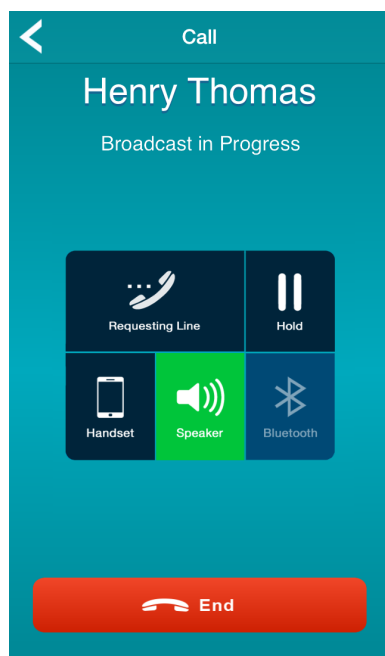 Call
Henry Thomas
Broadcast in Progress
Requesting Line
Hold
Handset
Speaker
Bluetooth
End